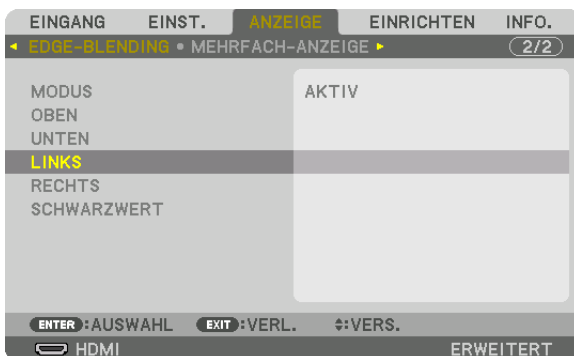 EINGANG EINST. ANZEIGE EINRICHTEN INFO.
EDGE-BLENDING • MEHRFACH-ANZEIGE 2/2
MODUS AKTIV
OBEN
UNTEN
LINKS
RECHTS
SCHWARZWERT
ENTER :AUSWAHL EXIT :VERL. :VERS.
HDMI ERWEITERT